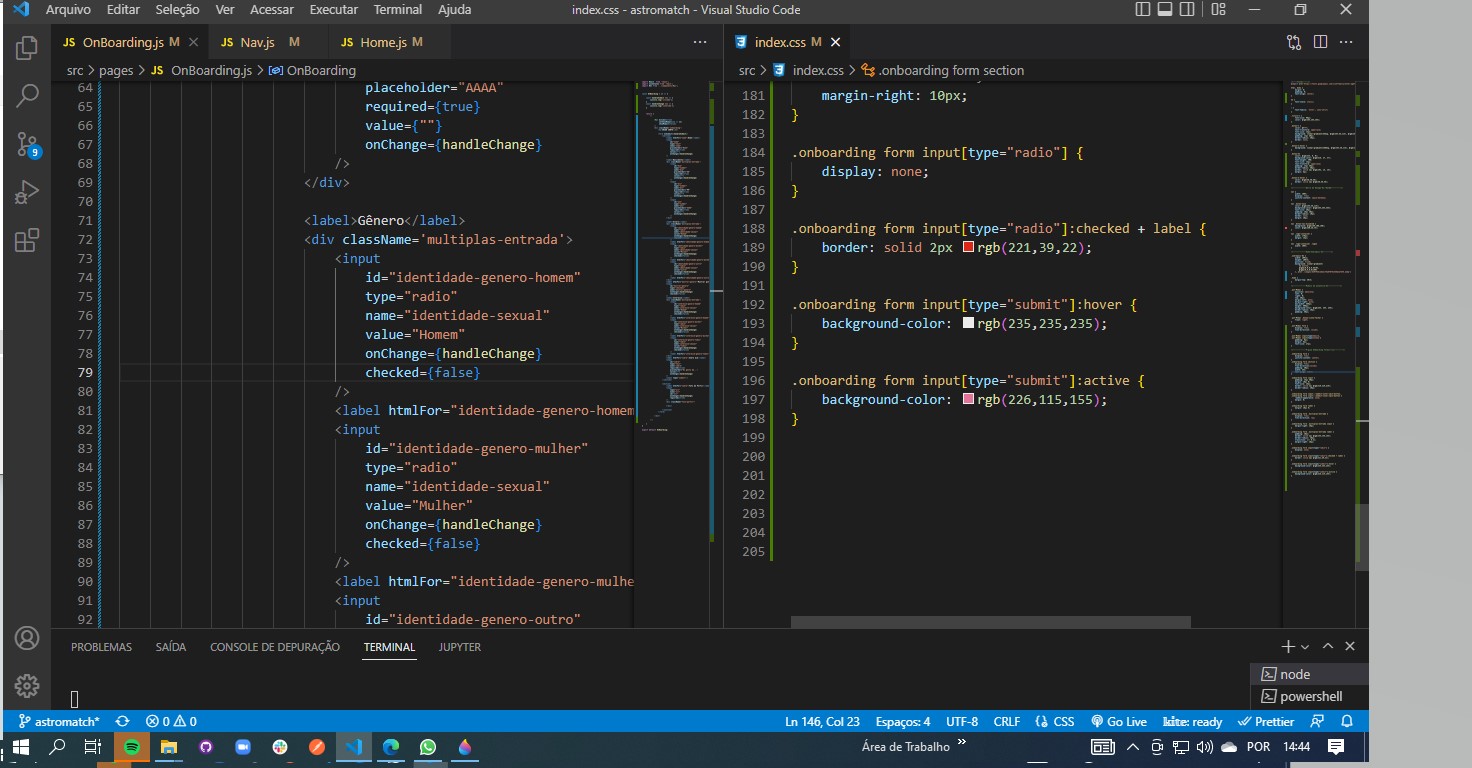 Arquivo Editar Seleção Ver Acessar Executar Terminal Ajuda index.css - astromatch - Visual Studio Code
JS OnBoarding.js M JS Nav.js M JS Home.js M
src > pages > JS OnBoarding.js > OnBoarding
64 placeholder="AAAA"
65 required={true}
66 value={""}
67 onChange={handleChange}
68 />
69 </div>
70
71 <label>Gênero</label>
72 <div className='multiplas-entrada'>
73 <input
74 id="identidade-genero-homem"
75 type="radio"
76 name="identidade-sexual"
77 value="Homem"
78 onChange={handleChange}
79 checked={false}
80 />
81 <label htmlFor="identidade-genero-homem
82 <input
83 id="identidade-genero-mulher"
84 type="radio"
85 name="identidade-sexual"
86 value="Mulher"
87 onChange={handleChange}
88 checked={false}
89 />
90 <label htmlFor="identidade-genero-mulhe
91 <input
92 id="identidade-genero-outro"
index.css M
src > index.css > .onboarding form section
181 margin-right: 10px;
182 }
183
184 .onboarding form input[type="radio"] {
185 display: none;
186 }
187
188 .onboarding form input[type="radio"]:checked + label {
189 border: solid 2px rgb(221,39,22);
190 }
191
192 .onboarding form input[type="submit"]:hover {
193 background-color: rgb(235,235,235);
194 }
195
196 .onboarding form input[type="submit"]:active {
197 background-color: rgb(226,115,155);
198 }
199
200
201
202
203
204
205
9
PROBLEMAS SAÍDA CONSOLE DE DEPURAÇÃO TERMINAL JUPYTER
node
powershell
astromatch* 0 0 Ln 146, Col 23 Espaços: 4 UTF-8 CRLF CSS Go Live kite: ready Prettier
Área de Trabalho » POR 14:44